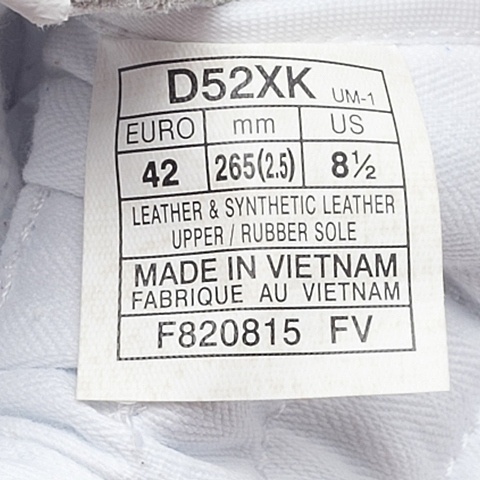 D52XK UM-1
EURO mm US
42 265(2.5) 8½
LEATHER & SYNTHETIC LEATHER
UPPER / RUBBER SOLE
MADE IN VIETNAM
FABRIQUE AU VIETNAM
F820815 FV